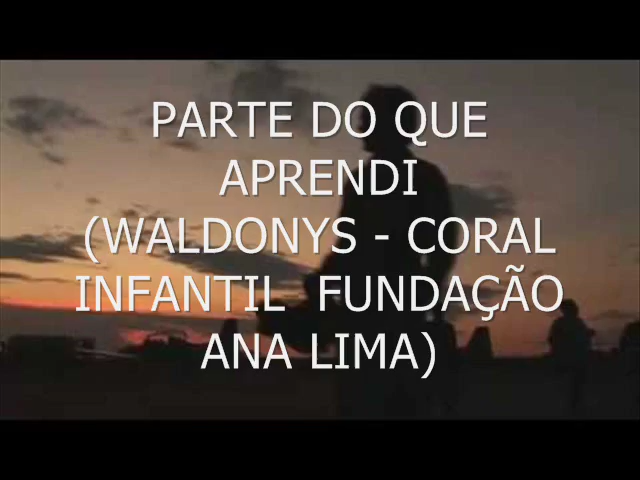 PARTE DO QUE
APRENDI
(WALDONYS - CORAL
INFANTIL FUNDAÇÃO
ANA LIMA)